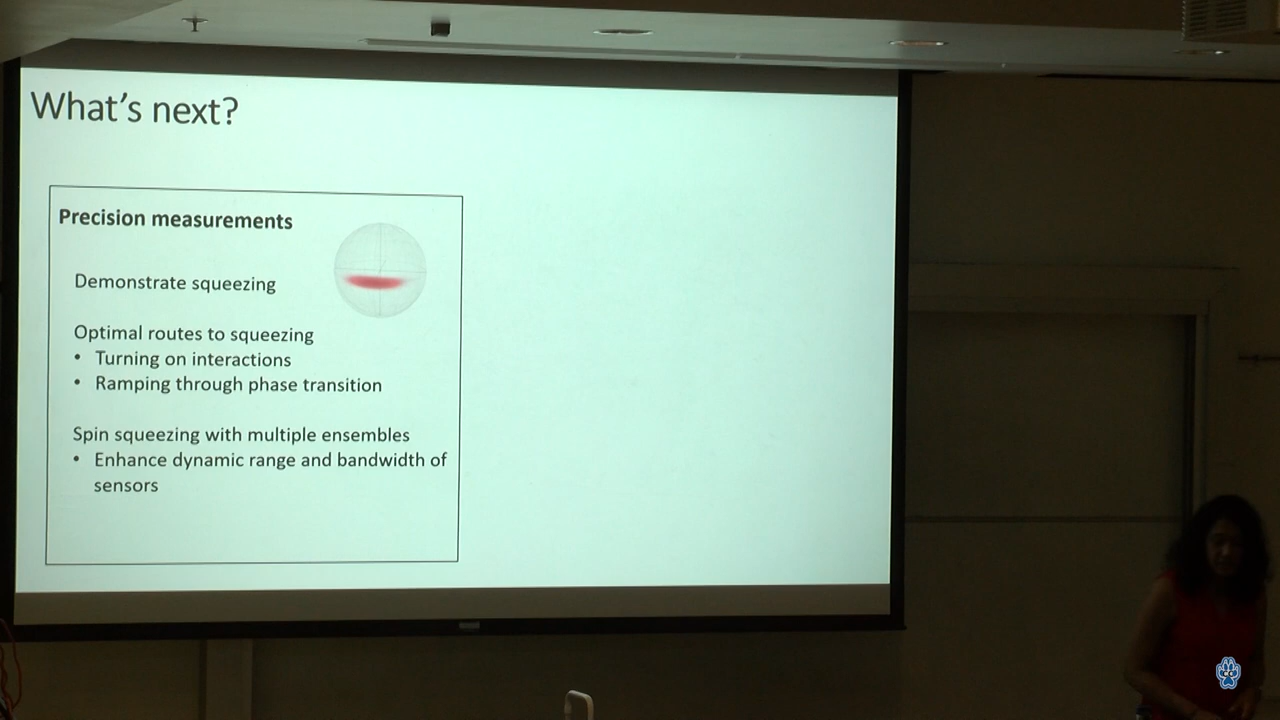 What's next?
Precision measurements
Demonstrate squeezing
Optimal routes to squeezing
• Turning on interactions
• Ramping through phase transition
Spin squeezing with multiple ensembles
• Enhance dynamic range and bandwidth of
sensors